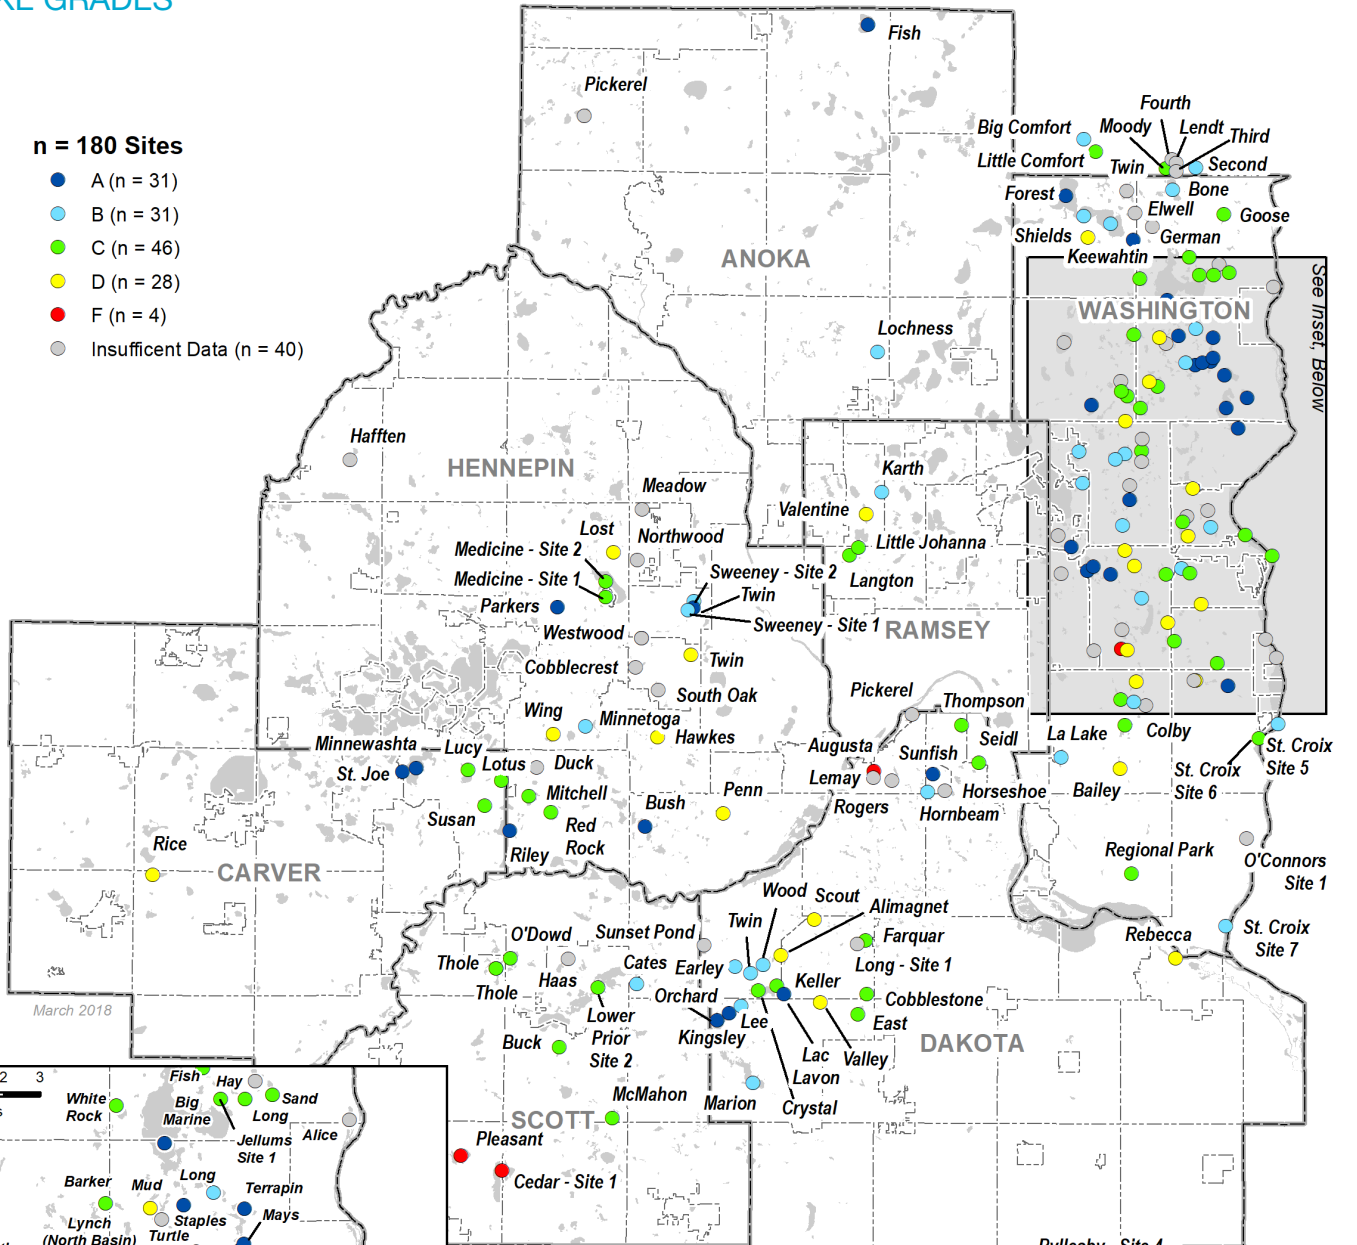 KE GRADES
n = 180 Sites
A (n = 31)
B (n = 31)
C (n = 46)
D (n = 28)
F (n = 4)
Insufficent Data (n = 40)
Fish
Pickerel
Fourth
Big Comfort
Moody
Lendt
Third
Little Comfort
Twin
Second
Forest
Bone
Elwell
Goose
Shields
German
Keewahtin
ANOKA
See Inset, Below
WASHINGTON
Lochness
Hafften
HENNEPIN
Karth
Meadow
Valentine
Lost
Northwood
Medicine - Site 2
Little Johanna
Medicine - Site 1
Sweeney - Site 2
Langton
Parkers
Twin
Sweeney - Site 1
Westwood
RAMSEY
Cobblecrest
Twin
South Oak
Pickerel
Thompson
Wing
Minnetoga
Hawkes
Seidl
La Lake
Colby
Minnewashta
Lucy
Augusta
Sunfish
St. Croix
Site 5
St. Joe
Lotus
Duck
Lemay
St. Croix
Site 6
Mitchell
Rogers
Horseshoe
Bailey
Susan
Bush
Penn
Hornbeam
Red
Rock
Riley
Rice
CARVER
Regional Park
O'Connors
Site 1
Wood
Scout
Alimagnet
Twin
O'Dowd
Sunset Pond
Farquar
Rebecca
St. Croix
Site 7
Thole
Haas
Cates
Earley
Long - Site 1
Thole
Orchard
Keller
Cobblestone
March 2018
Lower
Prior
Site 2
Lee
East
Kingsley
DAKOTA
Buck
Lac
Lavon
Valley
Marion
Crystal
McMahon
SCOTT
Pleasant
Cedar - Site 1
2 3
Fish
Hay
White
Rock
Big
Marine
Long
Sand
Jellums
Site 1
Alice
Barker
Mud
Long
Terrapin
Lynch
(North Basin)
Turtle
Staples
Mays